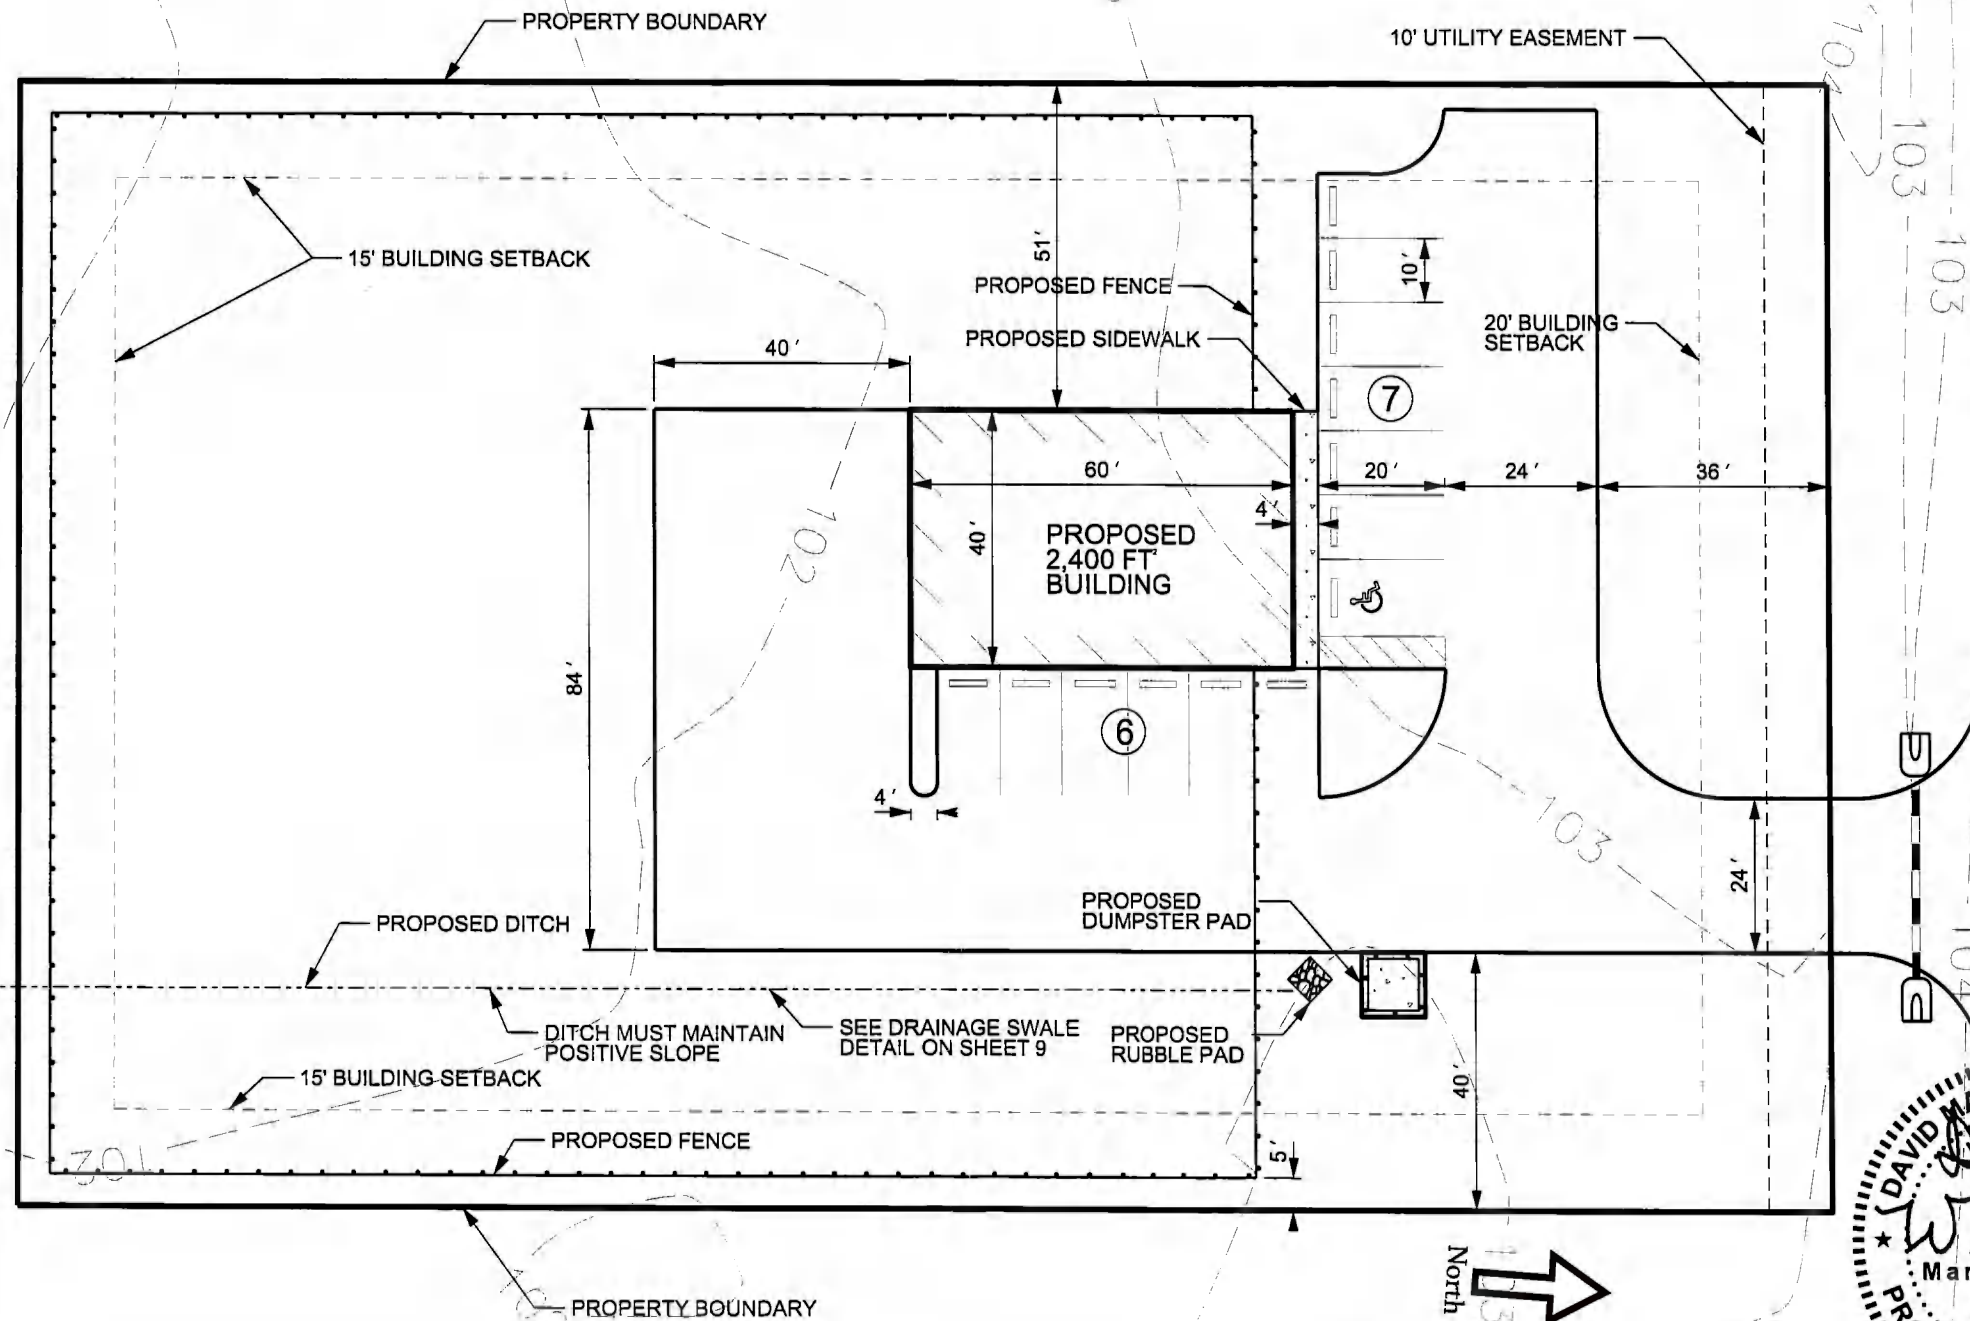 PROPERTY BOUNDARY
10' UTILITY EASEMENT
104
103
103
15' BUILDING SETBACK
51'
10'
PROPOSED FENCE
PROPOSED SIDEWALK
20' BUILDING
SETBACK
40'
7
60'
20'
24'
36'
4'
40'
PROPOSED
2,400 FT²
BUILDING
102
84'
6
4'
103
24'
PROPOSED
DUMPSTER PAD
PROPOSED DITCH
104
DITCH MUST MAINTAIN
POSITIVE SLOPE
SEE DRAINAGE SWALE
DETAIL ON SHEET 9
PROPOSED
RUBBLE PAD
15' BUILDING SETBACK
40'
PROPOSED FENCE
5'
102
DAVID
North
PROPERTY BOUNDARY